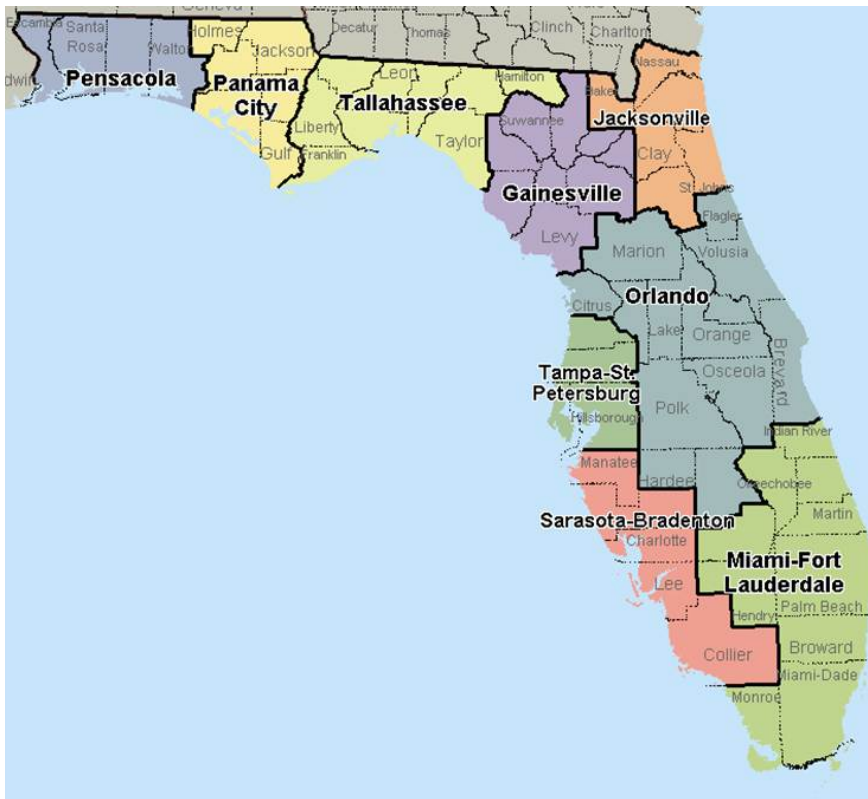 Geneva
Escambia
Santa
Rosa
Walton
Holmes
Jackson
Decatur
Thomas
Clinch
Charlton
Pensacola
Panama
City
Leon
Hamilton
Nassau
Tallahassee
Liberty
Gulf
Franklin
Taylor
Suwannee
Jacksonville
Clay
St. Johns
Gainesville
Levy
Marion
Flagler
Volusia
Citrus
Orlando
Lake
Orange
Osceola
Brevard
Tampa-St.
Petersburg
Hillsborough
Polk
Indian River
Manatee
Hardee
Okeechobee
Martin
Sarasota-Bradenton
Charlotte
Lee
Miami-Fort
Lauderdale
Hendry
Palm Beach
Collier
Broward
Miami-Dade
Monroe